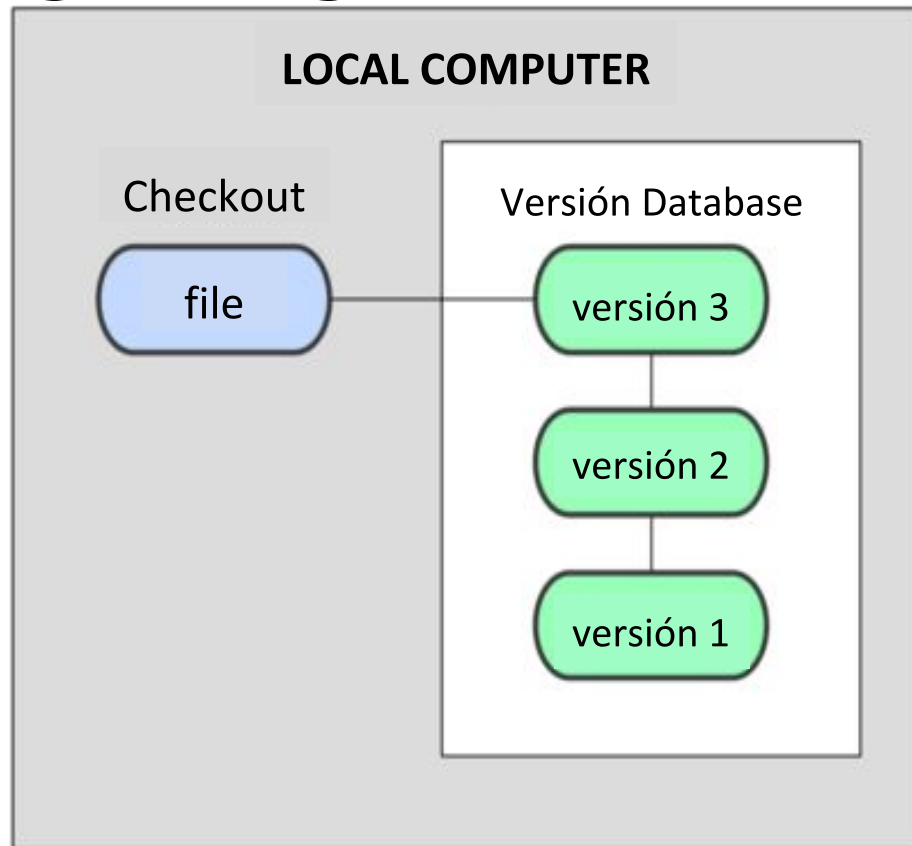 LOCAL COMPUTER
Checkout
Versión Database
file
versión 3
versión 2
versión 1